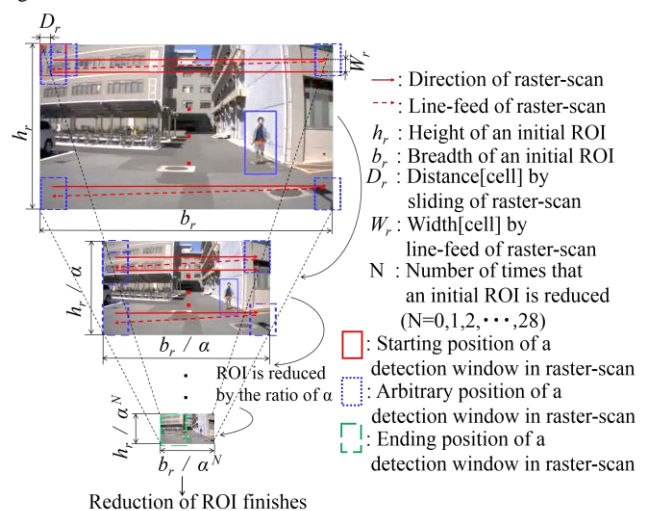 D_r
W_r
h_r
b_r
h_r / α
b_r / α
ROI is reduced
by the ratio of α
h_r / α^N
b_r / α^N
Reduction of ROI finishes
: Direction of raster-scan
: Line-feed of raster-scan
h_r : Height of an initial ROI
b_r : Breadth of an initial ROI
D_r : Distance[cell] by
sliding of raster-scan
W_r : Width[cell] by
line-feed of raster-scan
N : Number of times that
an initial ROI is reduced
(N=0,1,2,･･･,28)
: Starting position of a
detection window in raster-scan
: Arbitrary position of a
detection window in raster-scan
: Ending position of a
detection window in raster-scan